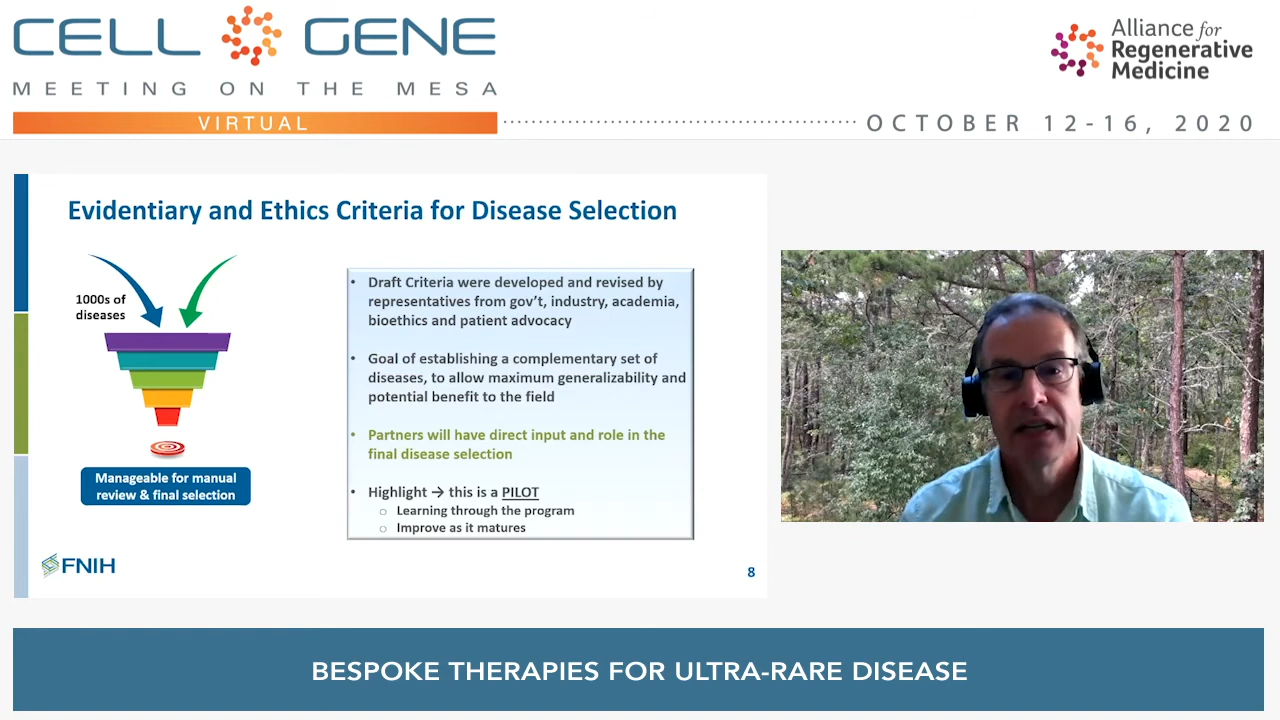 CELL GENE
MEETING ON THE MESA
VIRTUAL
Alliance for
Regenerative
Medicine
OCTOBER 12-16, 2020
Evidentiary and Ethics Criteria for Disease Selection
1000s of
diseases
Manageable for manual
review & final selection
• Draft Criteria were developed and revised by
representatives from gov't, industry, academia,
bioethics and patient advocacy
• Goal of establishing a complementary set of
diseases, to allow maximum generalizability and
potential benefit to the field
• Partners will have direct input and role in the
final disease selection
• Highlight → this is a PILOT
○ Learning through the program
○ Improve as it matures
FNIH
8
BESPOKE THERAPIES FOR ULTRA-RARE DISEASE